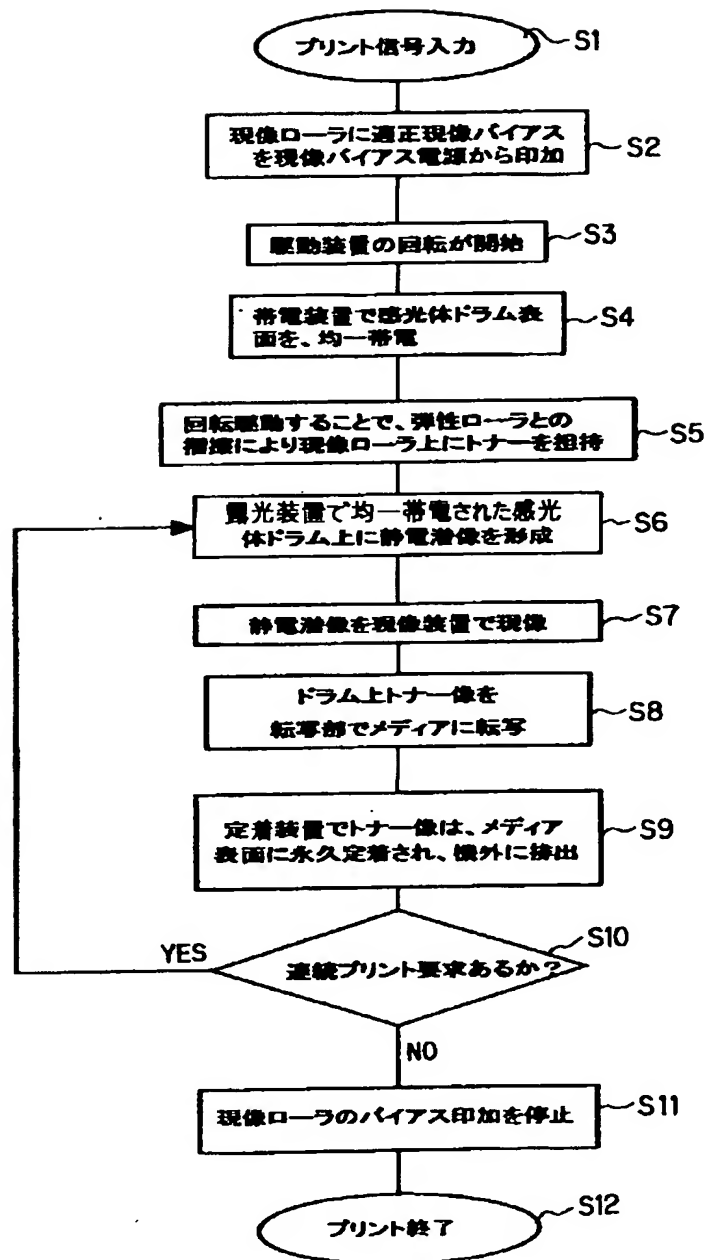 プリント信号入力
S1
現像ローラに適正現像バイアス
を現像バイアス電源から印加
S2
駆動装置の回転が開始
S3
帯電装置で感光体ドラム表
面を、均一帯電
S4
回転駆動することで、弾性ローラとの
摺擦により現像ローラ上にトナーを担持
S5
露光装置で均一帯電された感光
体ドラム上に静電潜像を形成
S6
静電潜像を現像装置で現像
S7
ドラム上トナー像を
転写部でメディアに転写
S8
定着装置でトナー像は、メディア
表面に永久定着され、機外に排出
S9
S10
YES
連続プリント要求あるか?
NO
現像ローラのバイアス印加を停止
S11
プリント終了
S12